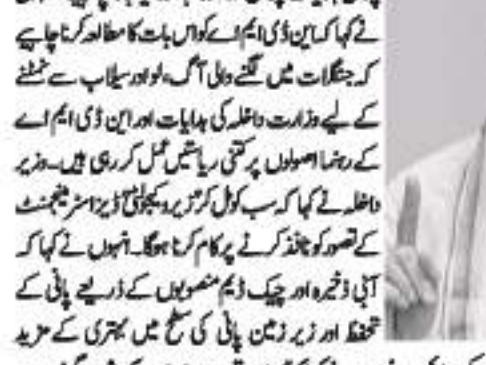 نے کہا کہ این ڈی ایم اے کو اس بات کا مطالعہ کرنا چاہیے
کہ جنگلات میں لگنے والی آگ، لو اور سیلاب سے نمٹنے
کے لیے وزارت داخلہ کی ہدایات اور این ڈی ایم اے
کے رہنما اصولوں پر کتنی ریاستیں عمل کر رہی ہیں۔ وزیر
داخلہ نے کہا کہ سب کو مل کر زیرو کیجولٹی ڈیزاسٹر مینجمنٹ
کے تصور کو نافذ کرنے پر کام کرنا ہوگا۔ انہوں نے کہا کہ
آبی ذخیرہ اور چیک ڈیم منصوبوں کے ذریعے پانی کے
تحفظ اور زیر زمین پانی کی سطح میں بہتری کے مزید